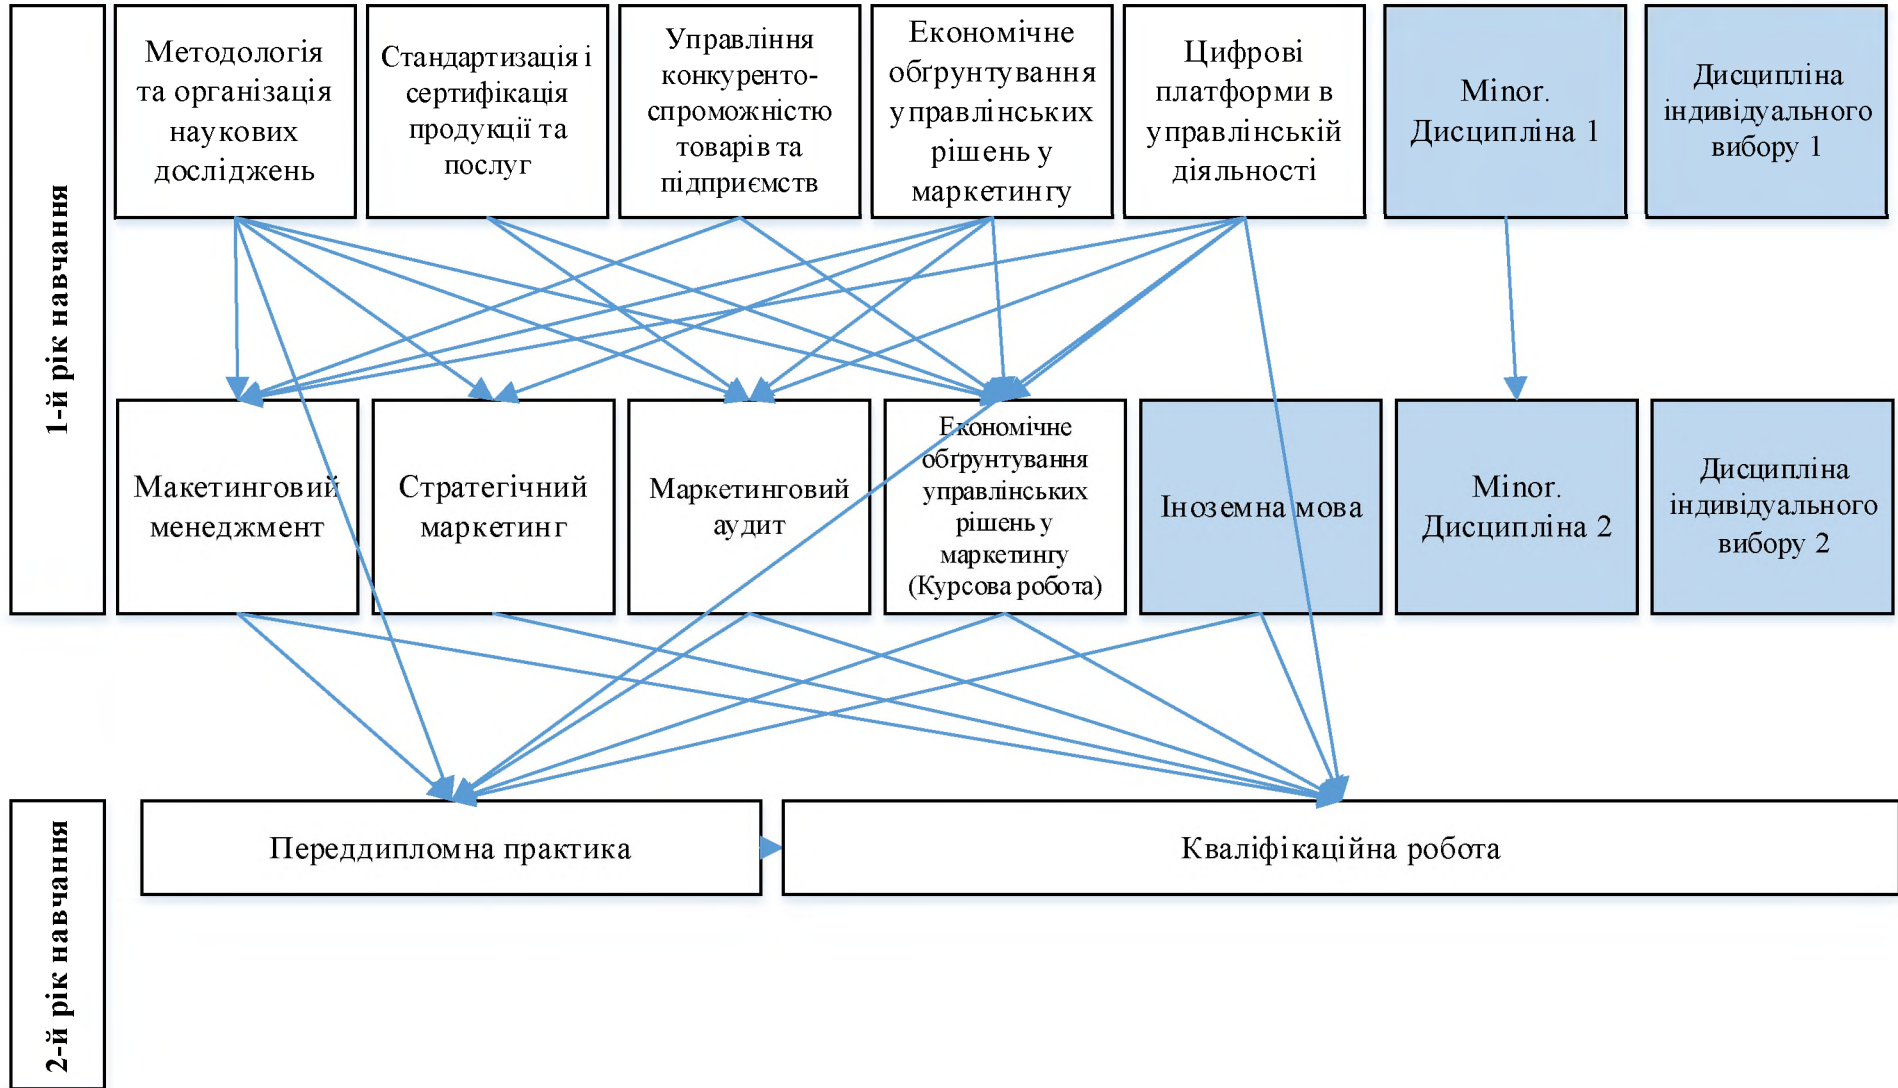 1-й рік навчання
Методологія
та організація
наукових
досліджень
Стандартизація і
сертифікація
продукції та
послуг
Управління
конкуренто-
спроможністю
товарів та
підприємств
Економічне
обґрунтування
управлінських
рішень у
маркетингу
Цифрові
платформи в
управлінській
діяльності
Minor.
Дисципліна 1
Дисципліна
індивідуального
вибору 1
Макетинговий
менеджмент
Стратегічний
маркетинг
Маркетинговий
аудит
Економічне
обґрунтування
управлінських
рішень у
маркетингу
(Курсова робота)
Іноземна мова
Minor.
Дисципліна 2
Дисципліна
індивідуального
вибору 2
2-й рік навчання
Переддипломна практика
Кваліфікаційна робота